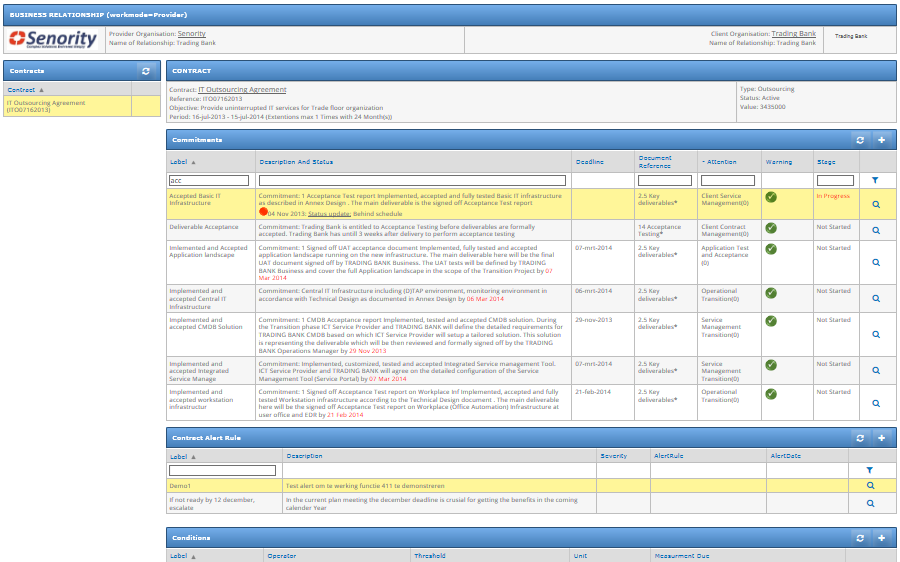 BUSINESS RELATIONSHIP (workmode=Provider)
Senority
Provider Organisation: Senority
Name of Relationship: Trading Bank
Client Organisation: Trading Bank
Name of Relationship: Trading Bank
Trading Bank
Contracts
Contract
IT Outsourcing Agreement
(ITO07162013)
CONTRACT
Contract: IT Outsourcing Agreement
Reference: ITO07162013
Objective: Provide uninterrupted IT services for Trade floor organization
Period: 16-jul-2013 - 15-jul-2014 (Extentions max 1 Times with 24 Month(s))
Type: Outsourcing
Status: Active
Value: 3435000
Commitments
Label Description And Status Deadline Document Reference - Attention Warning Stage
acc
Accepted Basic IT
Infrastructure
Commitment: 1 Acceptance Test report Implemented, accepted and fully tested Basic IT infrastructure
as described in Annex Design . The main deliverable is the signed off Acceptance Test report
04 Nov 2013: Status update: Behind schedule
2.5 Key
deliverables*
Client Service
Management(0)
In Progress
Deliverable Acceptance
Commitment: Trading Bank is entitled to Acceptance Testing before deliverables are formally
accepted. Trading Bank has untill 3 weeks after delivery to perform acceptance testing
14 Acceptance
Testing*
Client Contract
Management(0)
Not Started
Imlemented and Accepted
Application landscape
Commitment: 1 Signed off UAT acceptance document Implemented, fully tested and accepted
application landscape running on the new infrastructure. The main deliverable here will be the final
UAT document signed off by TRADING BANK Business. The UAT tests will be defined by TRADING
BANK Business and cover the full Application landscape in the scope of the Transition Project by 07
Mar 2014
07-mrt-2014
2.5 Key
deliverables*
Application Test
and Acceptance
(0)
Not Started
Implemented and
accepted Central IT
Infrastructure
Commitment: Central IT Infrastructure including (D)TAP environment, monitoring environment in
accordance with Technical Design as documented in Annex Design by 06 Mar 2014
06-mrt-2014
2.5 Key
deliverables*
Operational
Transition(0)
Not Started
Implemented and
accepted CMDB Solution
Commitment: 1 CMDB Acceptance report Implemented, tested and accepted CMDB solution. During
the Transition phase ICT Service Provider and TRADING BANK will define the detailed requirements for
TRADING BANK CMDB based on which ICT Service Provider will setup a tailored solution. This solution
is representing the deliverable which will be then reviewed and formally signed off by the TRADING
BANK Operations Manager by 29 Nov 2013
29-nov-2013
2.5 Key
deliverables*
Service
Management
Transition(0)
Not Started
Implemented and
accepted Integrated
Service Manage
Commitment: Implemented, customized, tested and accepted Integrated Service management Tool.
ICT Service Provider and TRADING BANK will agree on the detailed configuration of the Service
Management Tool (Service Portal) by 07 Mar 2014
07-mrt-2014
2.5 Key
deliverables*
Service
Management
Transition(0)
Not Started
Implemented and
accepted workstation
infrastructur
Commitment: 1 Signed off Acceptance Test report on Workplace Inf Implemented, accepted and fully
tested Workstation infrastructure according to the Technical Design document . The main deliverable
here will be the signed off Acceptance Test report on Workplace (Office Automation) Infrastructure at
user office and EDR by 21 Feb 2014
21-feb-2014
2.5 Key
deliverables*
Operational
Transition(0)
Not Started
Contract Alert Rule
Label Description Severity AlertRule AlertDate
Demo1 Test alert om te werking functie 411 te demonstreren
If not ready by 12 december,
escalate
In the current plan meeting the december deadline is crusial for getting the benefits in the coming
calender Year
Conditions
Label Operator Threshold Unit Measurment Due